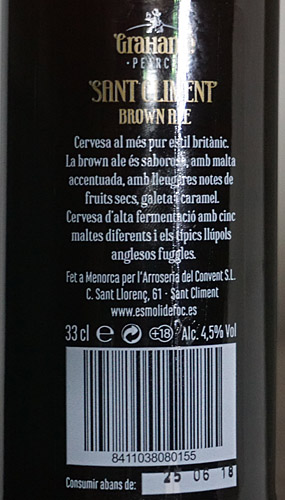 Grahame
·PEARCE·
SANT CLIMENT
BROWN ALE
Cervesa al més pur estil britànic.
La brown ale és saborosa, amb malta
accentuada, amb lleugeres notes de
fruits secs, galeta i caramel.
Cervesa d'alta fermentació amb cinc
maltes diferents i els típics llúpols
anglesos fuggles.
Fet a Menorca per l'Arroseria del Convent S.L.
C. Sant Llorenç, 61 · Sant Climent
www.esmolidefoc.es
33 cl e +18 Alc. 4,5% Vol
8411038080155
Consumir abans de: 25 06 18